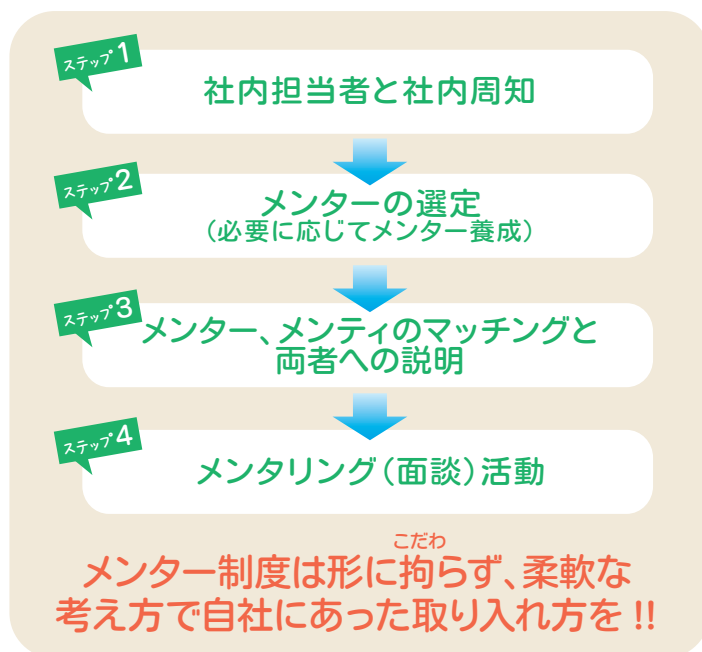 ステップ1
社内担当者と社内周知
ステップ2
メンターの選定
（必要に応じてメンター養成）
ステップ3
メンター、メンティのマッチングと
両者への説明
ステップ4
メンタリング（面談）活動
こだわ
メンター制度は形に拘らず、柔軟な
考え方で自社にあった取り入れ方を!!